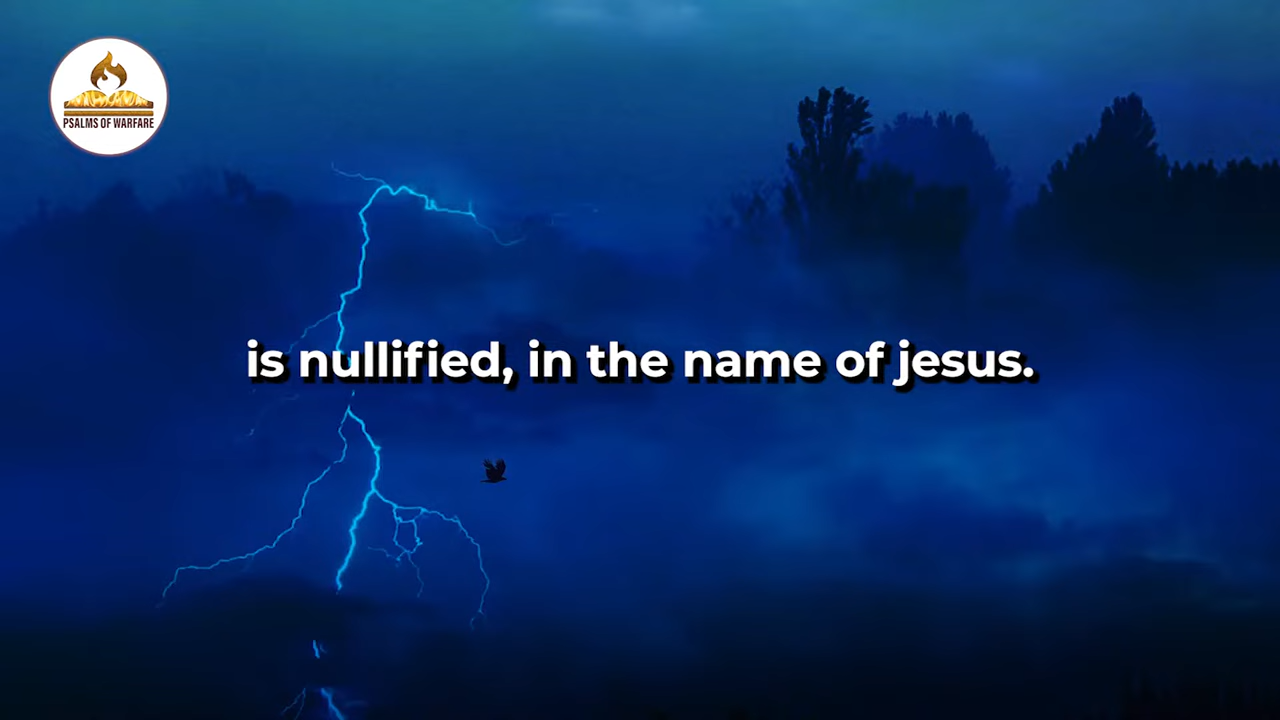 PSALMS OF WARFARE
is nullified, in the name of jesus.